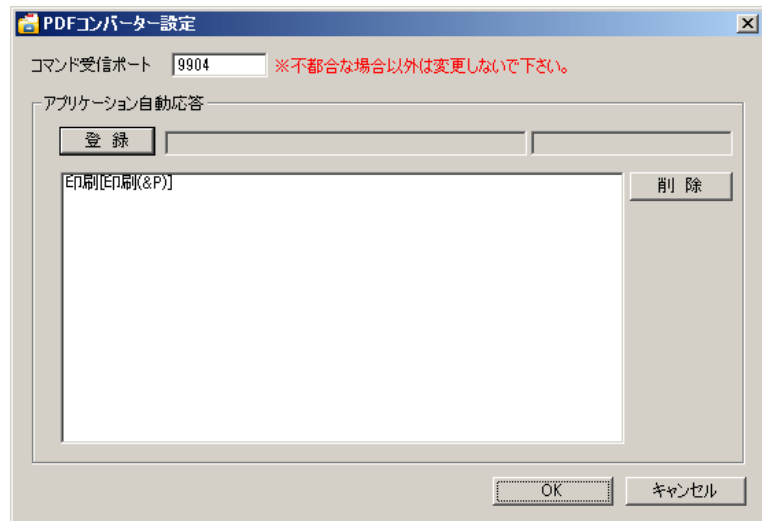 PDFコンバーター設定
コマンド受信ポート 9904 ※不都合な場合以外は変更しないで下さい。
アプリケーション自動応答
登 録
印刷[印刷(&P)]
削 除
OK キャンセル